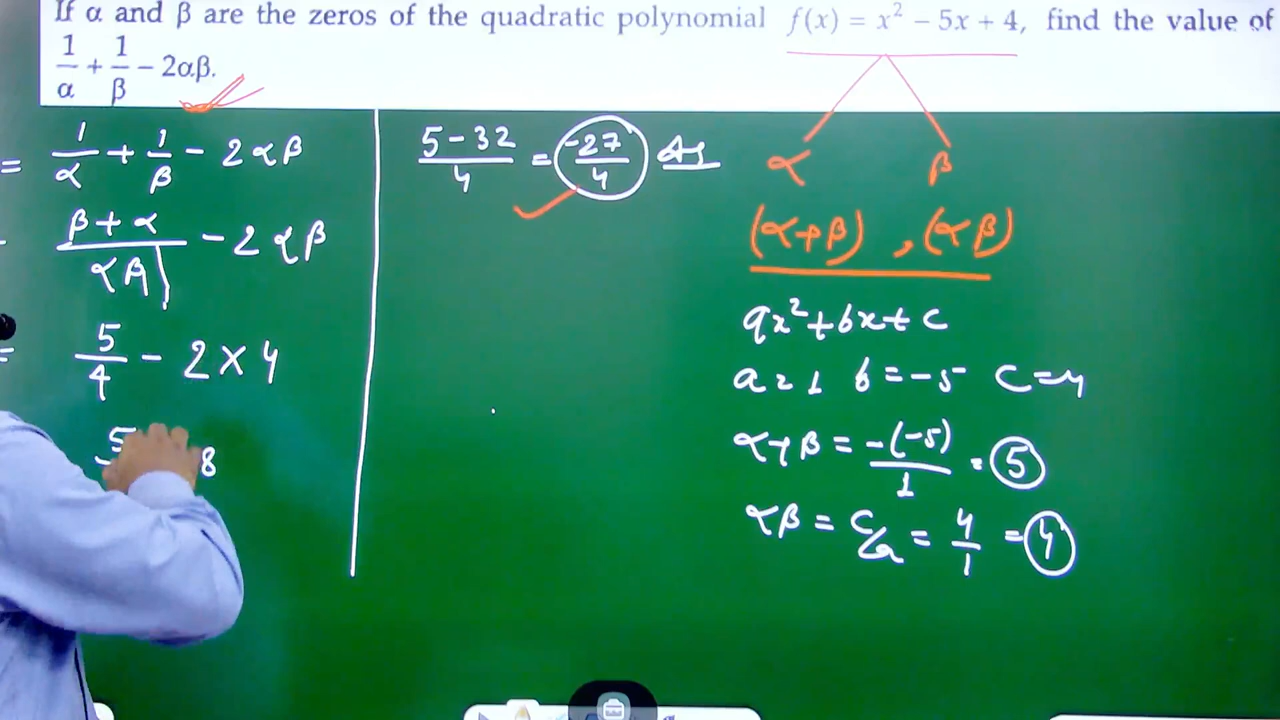 If α and β are the zeros of the quadratic polynomial f(x) = x² − 5x + 4, find the value of
1/α + 1/β − 2αβ.
= 1/α + 1/β − 2αβ
β + α / αβ − 2αβ
= 5/4 − 2 × 4
5 8
5 − 32 / 4 = −27/4 Ans
α β
(α+β) , (αβ)
ax² + bx + c
a = 1 b = −5 c = 4
α + β = −(−5)/1 = 5
αβ = c/a = 4/1 = 4